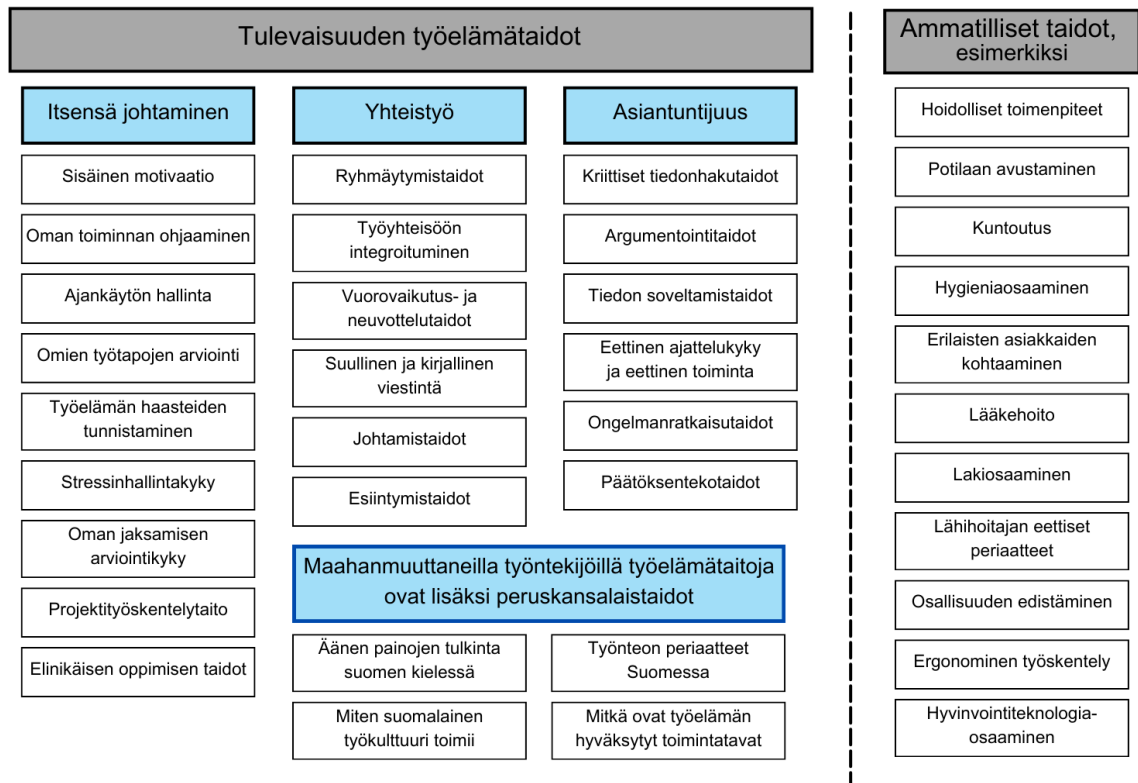 Tulevaisuuden työelämätaidot
Itsensä johtaminen
Sisäinen motivaatio
Oman toiminnan ohjaaminen
Ajankäytön hallinta
Omien työtapojen arviointi
Työelämän haasteiden
tunnistaminen
Stressinhallintakyky
Oman jaksamisen
arviointikyky
Projektityöskentelytaito
Elinikäisen oppimisen taidot
Yhteistyö
Ryhmäytymistaidot
Työyhteisöön
integroituminen
Vuorovaikutus- ja
neuvottelutaidot
Suullinen ja kirjallinen
viestintä
Johtamistaidot
Esiintymistaidot
Asiantuntijuus
Kriittiset tiedonhakutaidot
Argumentointitaidot
Tiedon soveltamistaidot
Eettinen ajattelukyky
ja eettinen toiminta
Ongelmanratkaisutaidot
Päätöksentekotaidot
Maahanmuuttaneilla työntekijöillä työelämätaitoja
ovat lisäksi peruskansalaistaidot
Äänen painojen tulkinta
suomen kielessä
Työnteon periaatteet
Suomessa
Miten suomalainen
työkulttuuri toimii
Mitkä ovat työelämän
hyväksytyt toimintatavat
Ammatilliset taidot,
esimerkiksi
Hoidolliset toimenpiteet
Potilaan avustaminen
Kuntoutus
Hygieniaosaaminen
Erilaisten asiakkaiden
kohtaaminen
Lääkehoito
Lakiosaaminen
Lähihoitajan eettiset
periaatteet
Osallisuuden edistäminen
Ergonominen työskentely
Hyvinvointiteknologia-
osaaminen